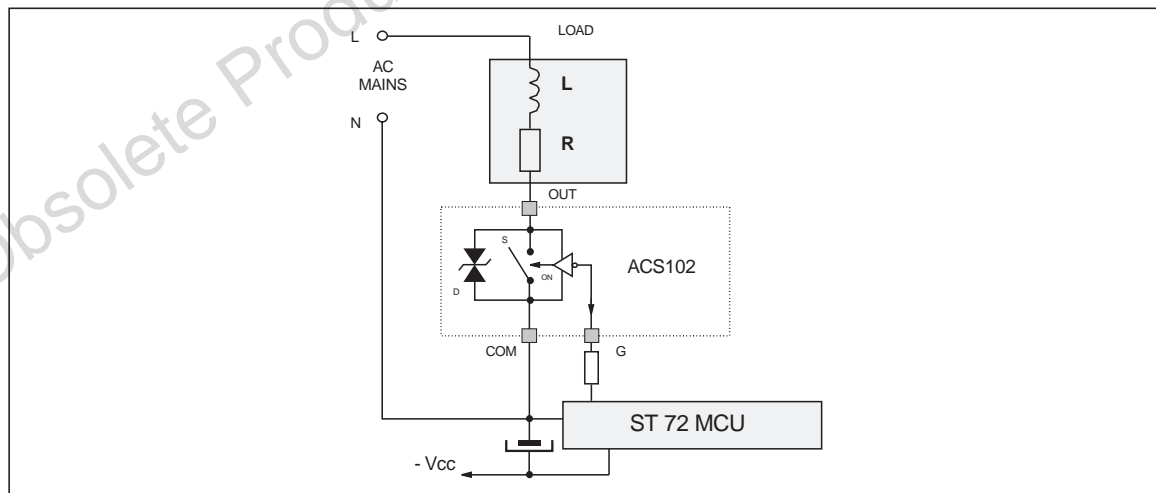 Obsolete Produ
LOAD
L
AC
MAINS
N
L
R
OUT
S
ON
D
ACS102
COM
G
ST 72 MCU
- Vcc